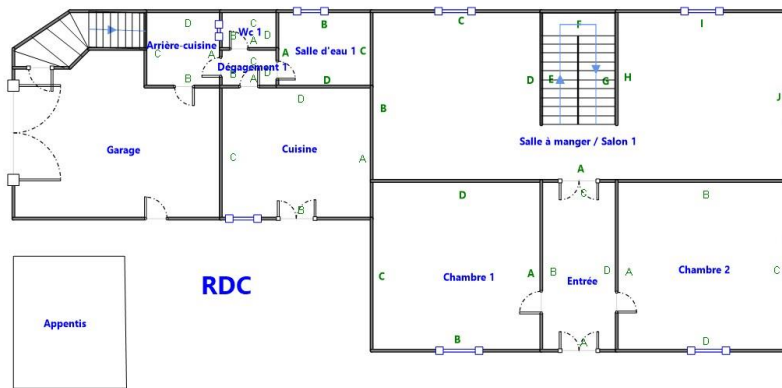 D
C
Wc 1
B
C
I
Arrière-cuisine
D
B
A
C
A
A
Salle d'eau 1
C
F
D
E
G
H
B
Dégagement 1
C
D
A
D
B
D
B
J
Garage
C
Cuisine
A
Salle à manger / Salon 1
A
B
D
C
B
C
Chambre 1
A
B
Entrée
D
A
Chambre 2
C
RDC
Appentis
B
A
D